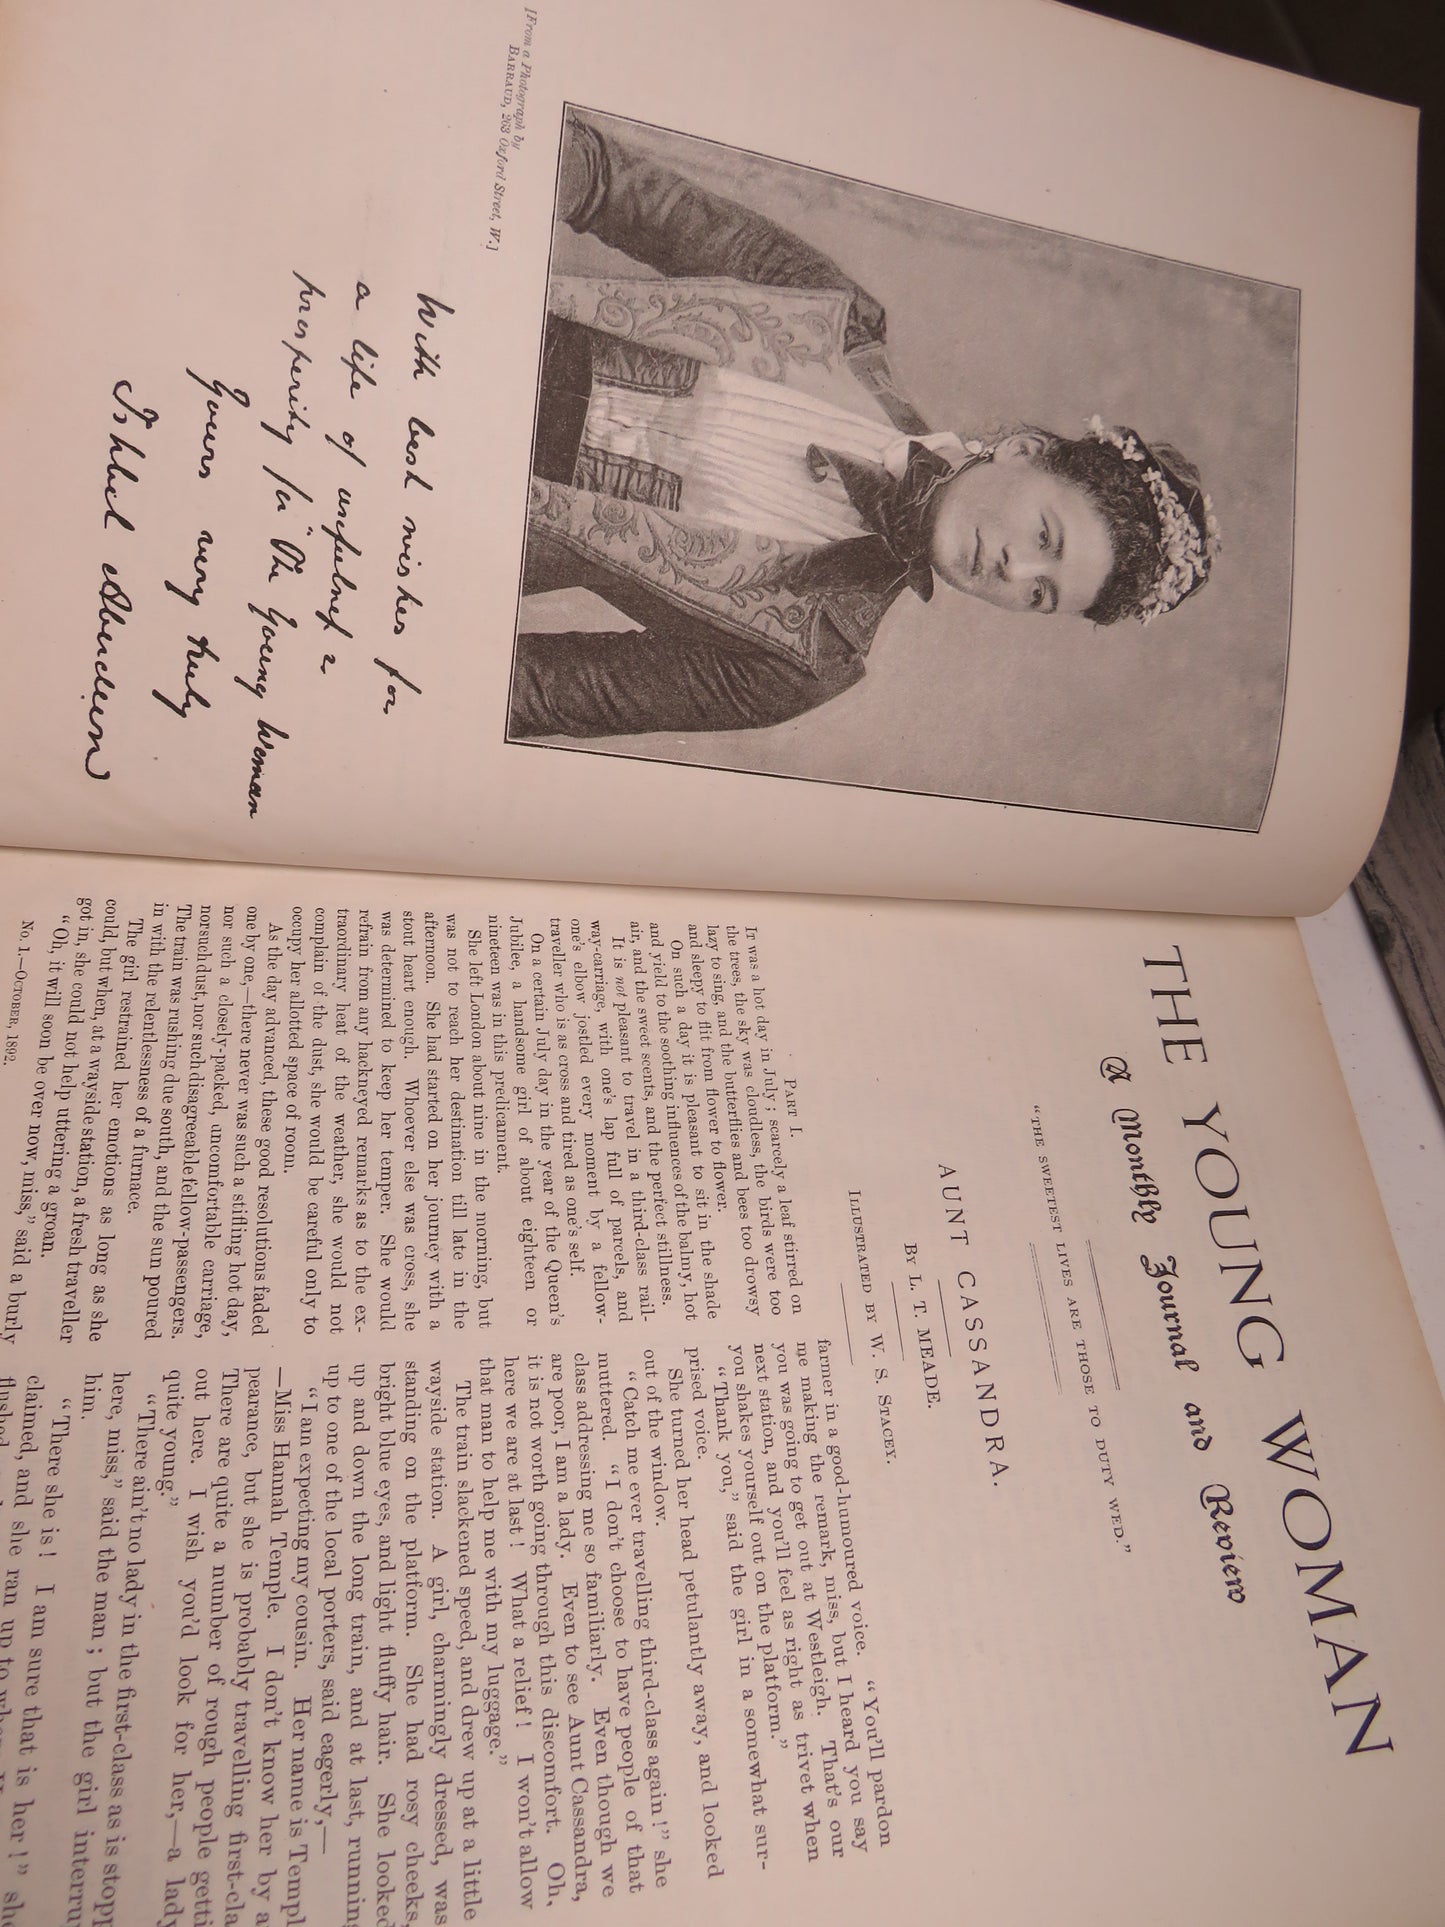 [From a Photograph by
BARRAUD, 263 Oxford Street, W.]
With best wishes for
a life of usefulness &
prosperity for "The Young Woman
Yours very truly
Ishbel Aberdeen
THE YOUNG WOMAN
A Monthly Journal and Review
"THE SWEETEST LIVES ARE THOSE TO DUTY WED."
AUNT CASSANDRA.
BY L. T. MEADE.
ILLUSTRATED BY W. S. STACEY.
PART I.
IT was a hot day in July; scarcely a leaf stirred on
the trees, the sky was cloudless, the birds were too
lazy to sing, and the butterflies and bees too drowsy
and sleepy to flit from flower to flower.
On such a day it is pleasant to sit in the shade
and yield to the soothing influences of the balmy, hot
air, and the sweet scents, and the perfect stillness.
It is not pleasant to travel in a third-class rail-
way-carriage, with one's lap full of parcels, and
one's elbow jostled every moment by a fellow-
traveller who is as cross and tired as one's self.
On a certain July day in the year of the Queen's
Jubilee, a handsome girl of about eighteen or
nineteen was in this predicament.
She left London about nine in the morning, but
was not to reach her destination till late in the
afternoon. She had started on her journey with a
stout heart enough. Whoever else was cross, she
was determined to keep her temper. She would
refrain from any hackneyed remarks as to the ex-
traordinary heat of the weather, she would not
complain of the dust, she would be careful only to
occupy her allotted space of room.
As the day advanced, these good resolutions faded
one by one,—there never was such a stifling hot day,
nor such a closely-packed, uncomfortable carriage,
nor such dust, nor such disagreeable fellow-passengers.
The train was rushing due south, and the sun poured
in with the relentlessness of a furnace.
The girl restrained her emotions as long as she
could, but when, at a wayside station, a fresh traveller
got in, she could not help uttering a groan.
"Oh, it will soon be over now, miss," said a burly
No. 1.—OCTOBER, 1892.
farmer in a good-humoured voice. "You'll pardon
me making the remark, miss, but I heard you say
you was going to get out at Westleigh. That's our
next station, and you'll feel as right as trivet when
you shakes yourself out on the platform."
"Thank you," said the girl in a somewhat sur-
prised voice.
She turned her head petulantly away, and looked
out of the window.
"Catch me ever travelling third-class again!" she
muttered. "I don't choose to have people of that
class addressing me so familiarly. Even though we
are poor, I am a lady. Even to see Aunt Cassandra,
it is not worth going through this discomfort. Oh,
here we are at last! What a relief! I won't allow
that man to help me with my luggage."
The train slackened speed, and drew up at a little
wayside station. A girl, charmingly dressed, was
standing on the platform. She had rosy cheeks,
bright blue eyes, and light fluffy hair. She looked
up and down the long train, and at last, running
up to one of the local porters, said eagerly,—
"I am expecting my cousin. Her name is Templ
—Miss Hannah Temple. I don't know her by a
pearance, but she is probably travelling first-cla
There are quite a number of rough people getti
out here. I wish you'd look for her,—a lady
quite young."
"There ain't no lady in the first-class as is stopp
here, miss," said the man; but the girl interru
him.
"There she is! I am sure that is her!" she
claimed, and she ran up to